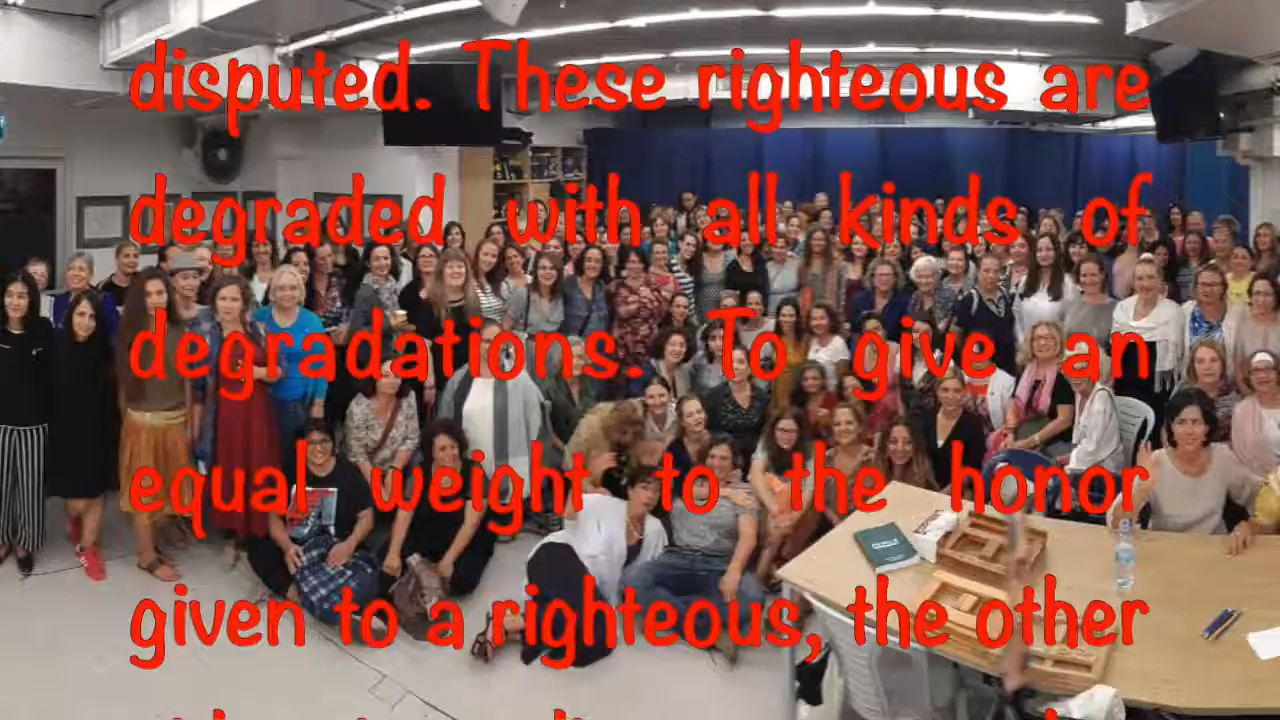 disputed. These righteous are
degraded with all kinds of
degradations. To give an
equal weight to the honor
given to a righteous, the other